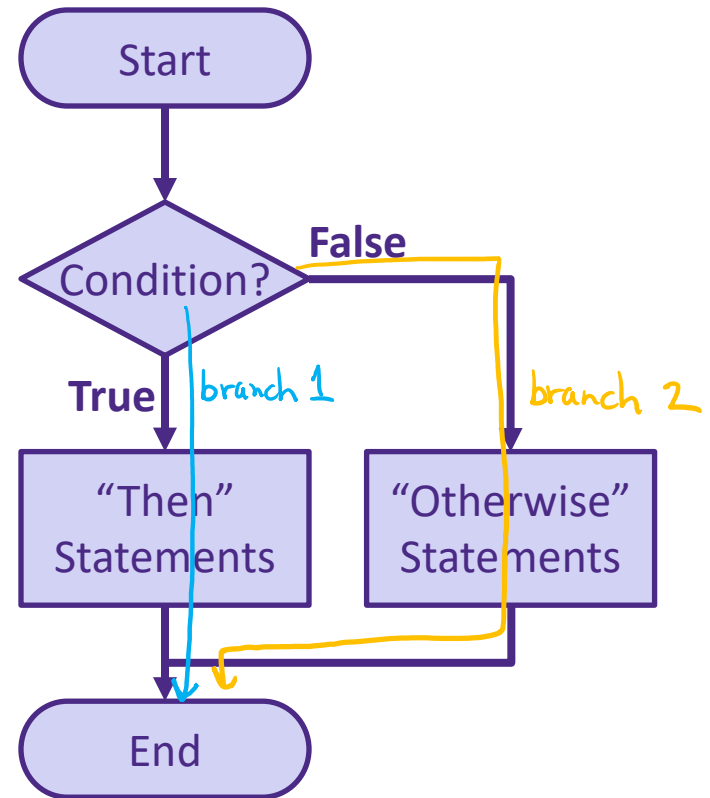 Start
False
Condition?
True
branch 1
branch 2
“Then”
Statements
“Otherwise”
Statements
End